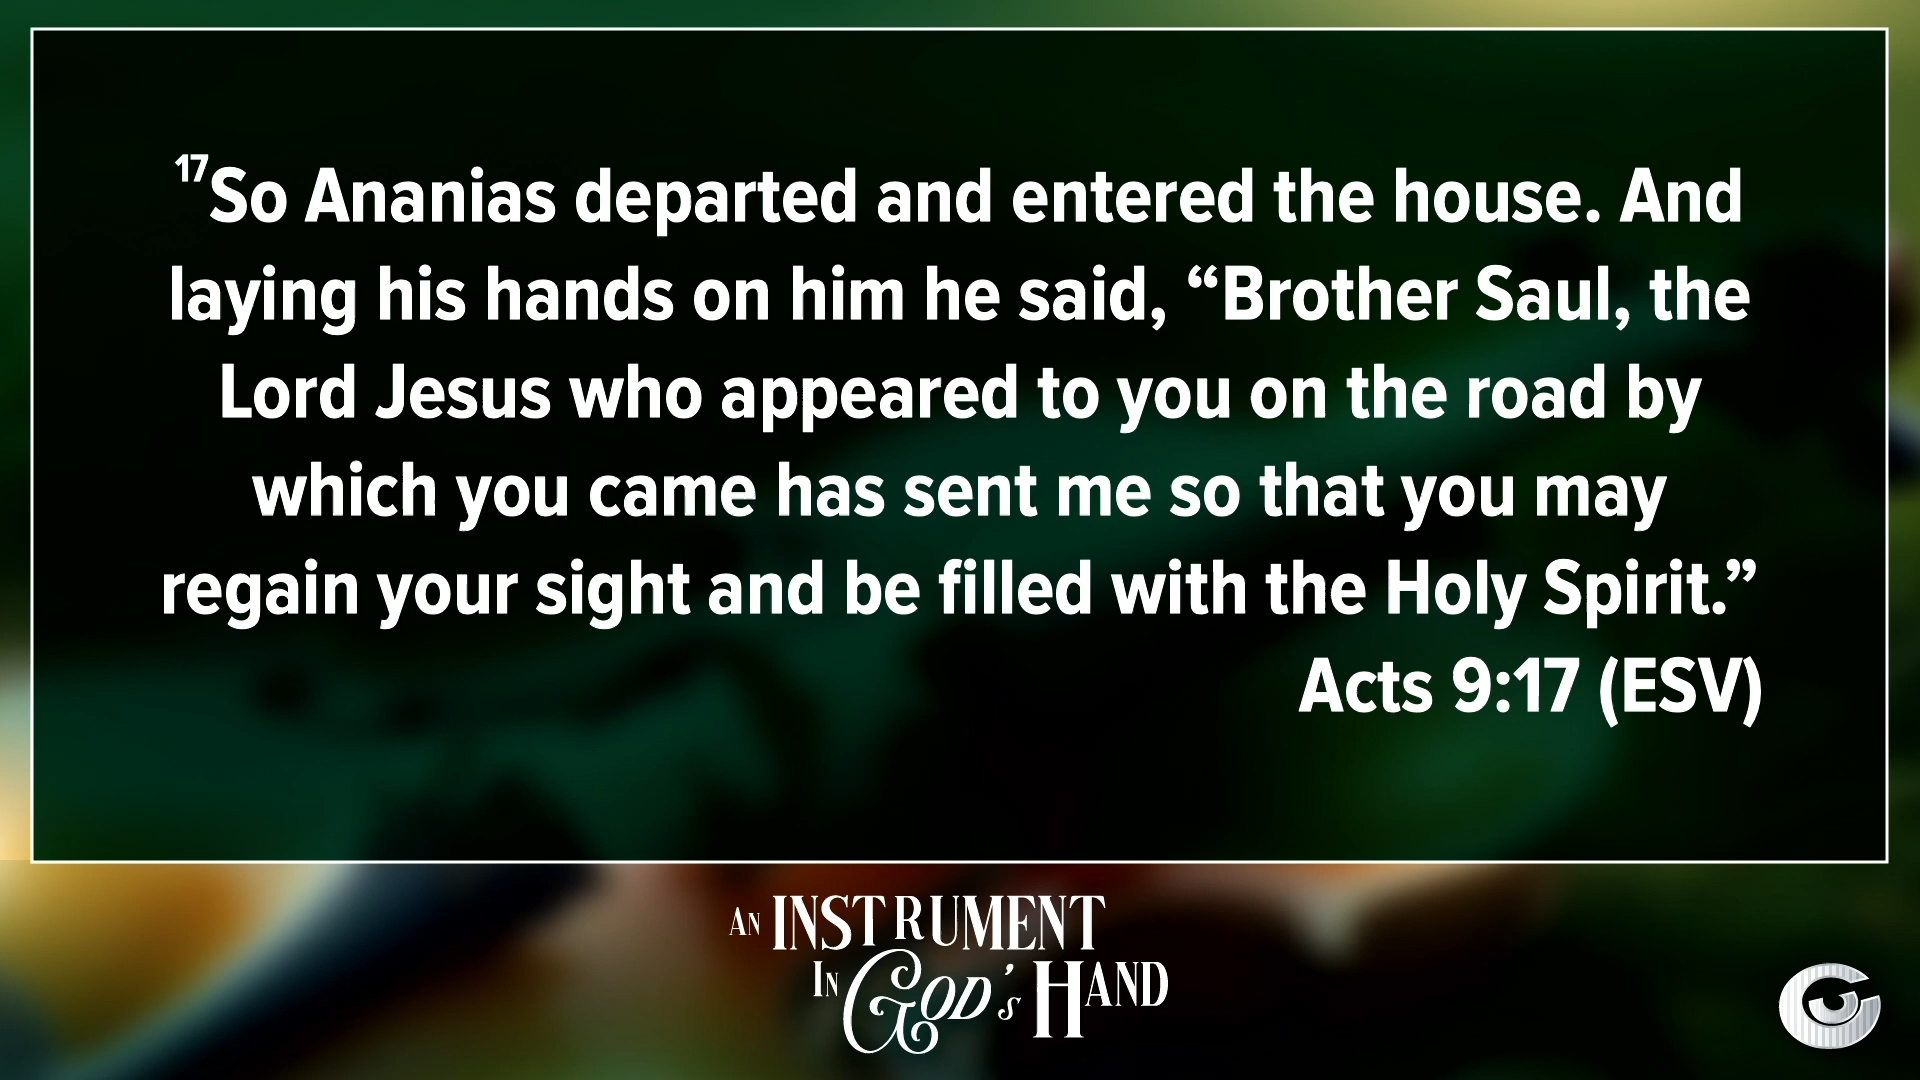 17So Ananias departed and entered the house. And
laying his hands on him he said, “Brother Saul, the
Lord Jesus who appeared to you on the road by
which you came has sent me so that you may
regain your sight and be filled with the Holy Spirit.”
Acts 9:17 (ESV)
AN INSTRUMENT
IN GOD's HAND